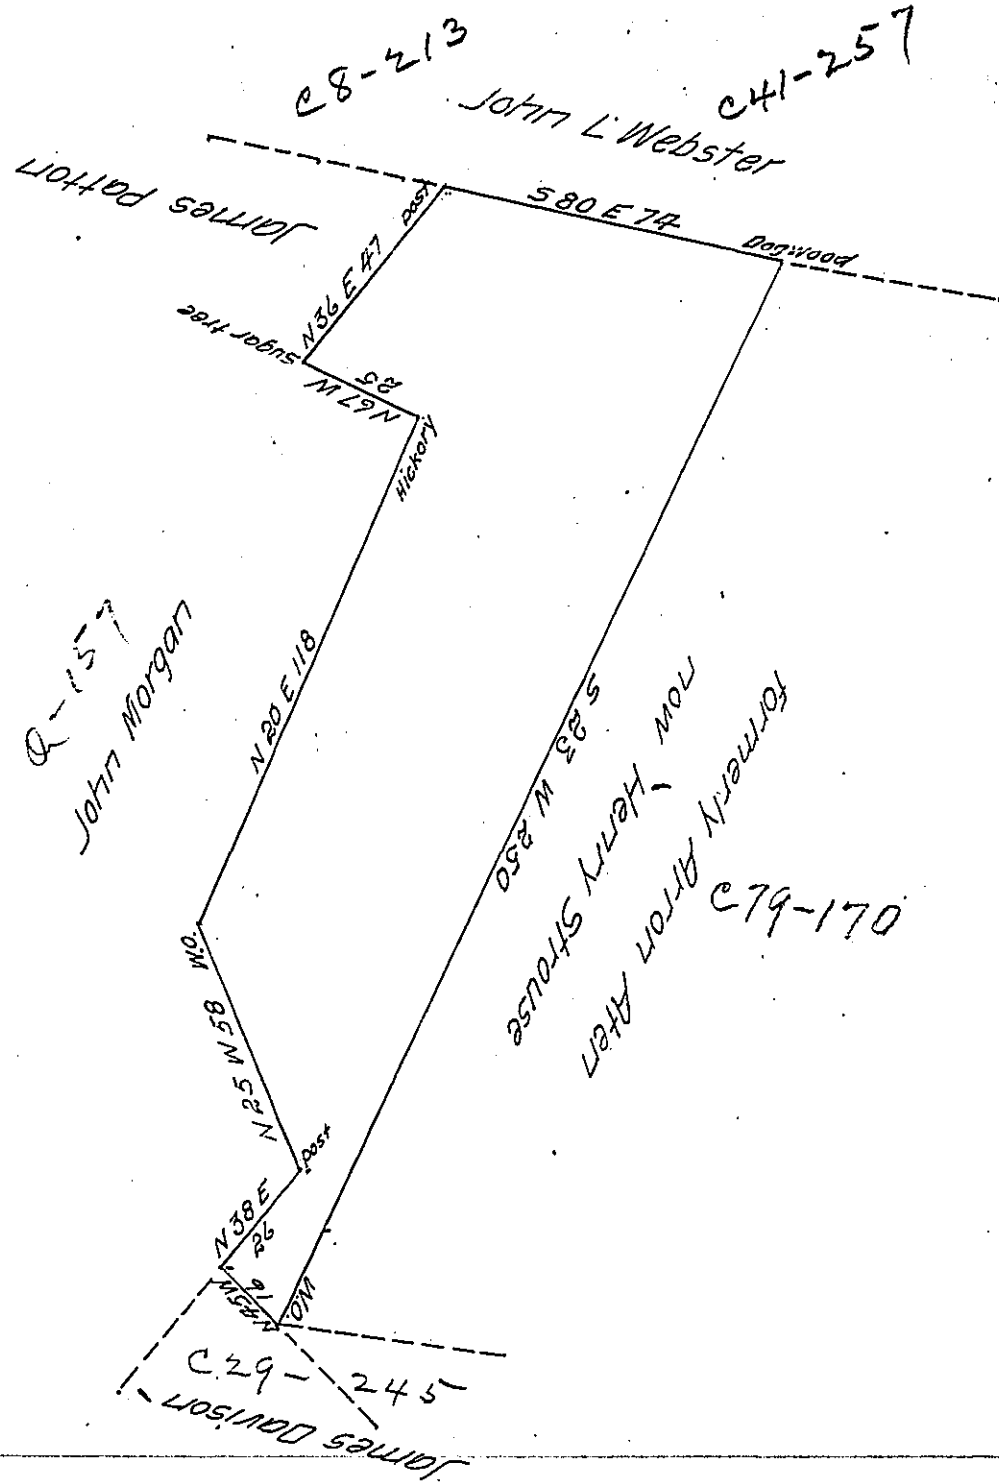 C8-213
C41-257
John L. Webster
James Patton
S 80 E 74
post
Dogwood
N 36 E 47
sugar tree
N 67 W
25
Hickory
Q-157
John Morgan
N 20 E 118
S 23 W 250
now Henry Strouse
formerly Arron Aten
C79-170
W.O.
N 25 W 58
post
N 38 E
26
N 45 W
16
W.O.
C29-245
James Davison